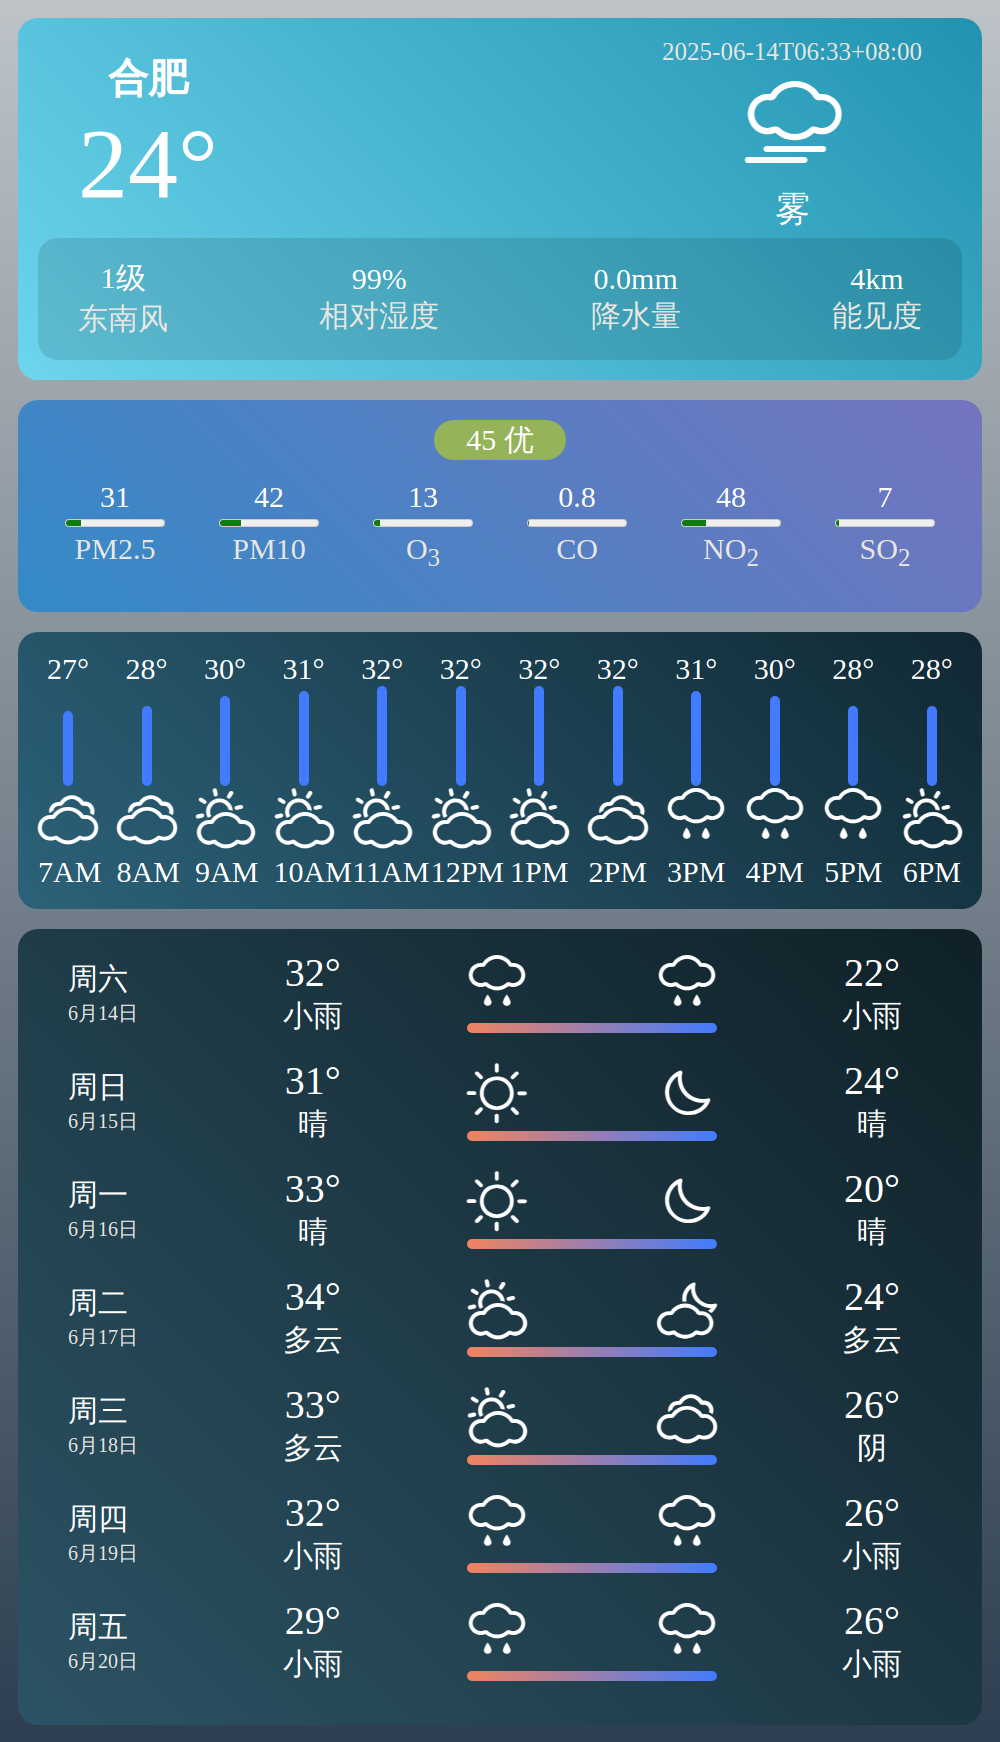 合肥
24°
2025-06-14T06:33+08:00
雾
1级 99% 0.0mm 4km
东南风 相对湿度 降水量 能见度
45 优
31 42 13 0.8 48 7
PM2.5 PM10 O3 CO NO2 SO2
27° 28° 30° 31° 32° 32° 32° 32° 31° 30° 28° 28°
7AM 8AM 9AM 10AM 11AM 12PM 1PM 2PM 3PM 4PM 5PM 6PM
周六 32° 22°
6月14日 小雨 小雨
周日 31° 24°
6月15日 晴 晴
周一 33° 20°
6月16日 晴 晴
周二 34° 24°
6月17日 多云 多云
周三 33° 26°
6月18日 多云 阴
周四 32° 26°
6月19日 小雨 小雨
周五 29° 26°
6月20日 小雨 小雨